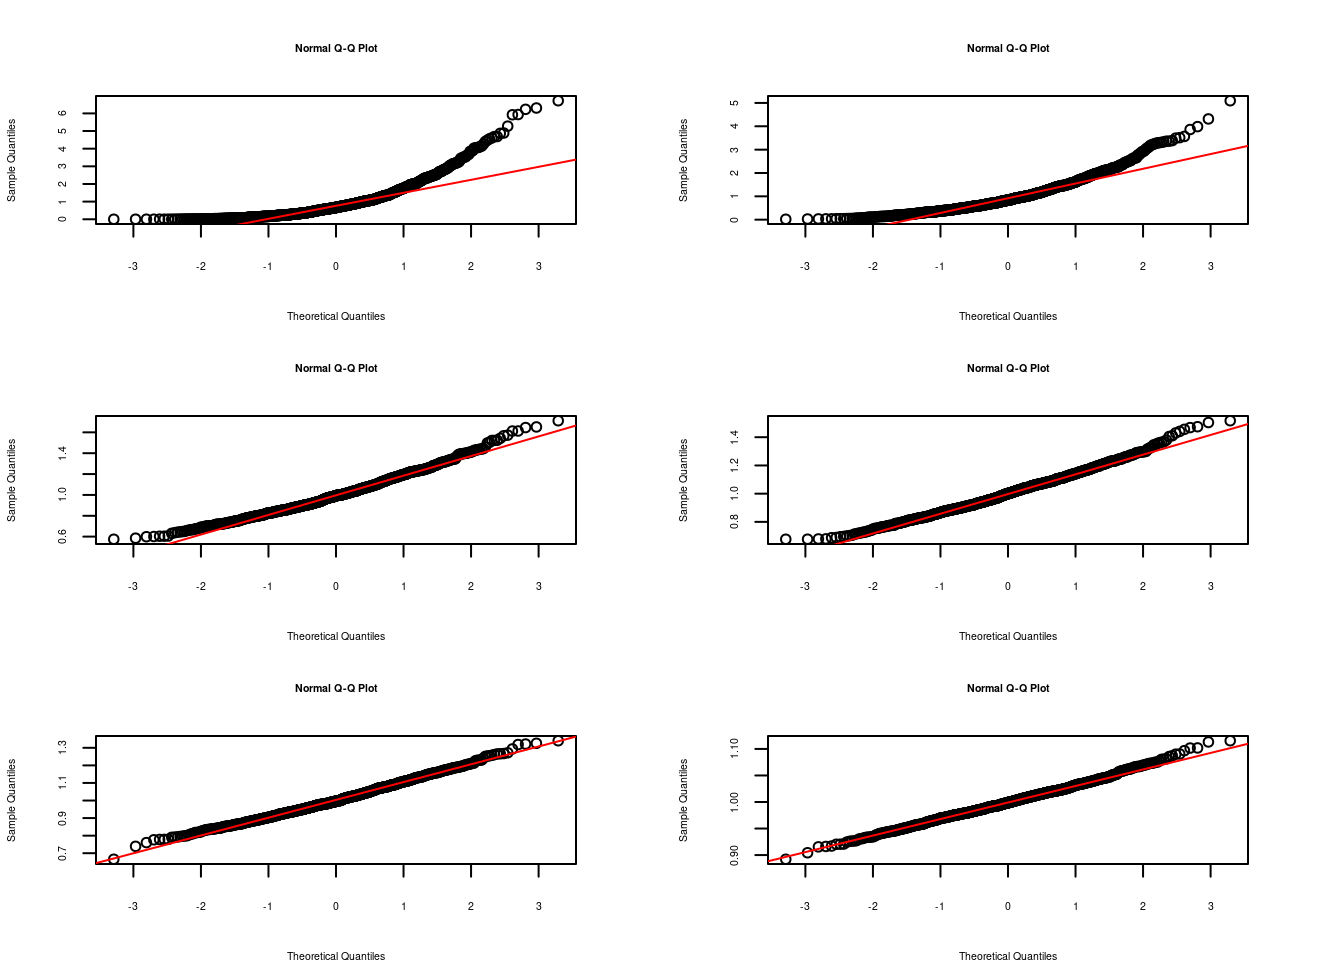 Normal Q-Q Plot
Sample Quantiles
0 1 2 3 4 5 6
-3 -2 -1 0 1 2 3
Theoretical Quantiles
Normal Q-Q Plot
Sample Quantiles
0 1 2 3 4 5
-3 -2 -1 0 1 2 3
Theoretical Quantiles
Normal Q-Q Plot
Sample Quantiles
0.6 1.0 1.4
-3 -2 -1 0 1 2 3
Theoretical Quantiles
Normal Q-Q Plot
Sample Quantiles
0.8 1.0 1.2 1.4
-3 -2 -1 0 1 2 3
Theoretical Quantiles
Normal Q-Q Plot
Sample Quantiles
0.7 0.9 1.1 1.3
-3 -2 -1 0 1 2 3
Theoretical Quantiles
Normal Q-Q Plot
Sample Quantiles
0.90 1.00 1.10
-3 -2 -1 0 1 2 3
Theoretical Quantiles